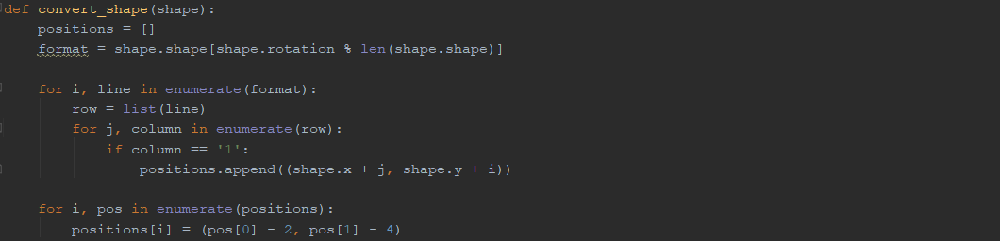 def convert_shape(shape):
    positions = []
    format = shape.shape[shape.rotation % len(shape.shape)]

    for i, line in enumerate(format):
        row = list(line)
        for j, column in enumerate(row):
            if column == '1':
                positions.append((shape.x + j, shape.y + i))

    for i, pos in enumerate(positions):
        positions[i] = (pos[0] - 2, pos[1] - 4)